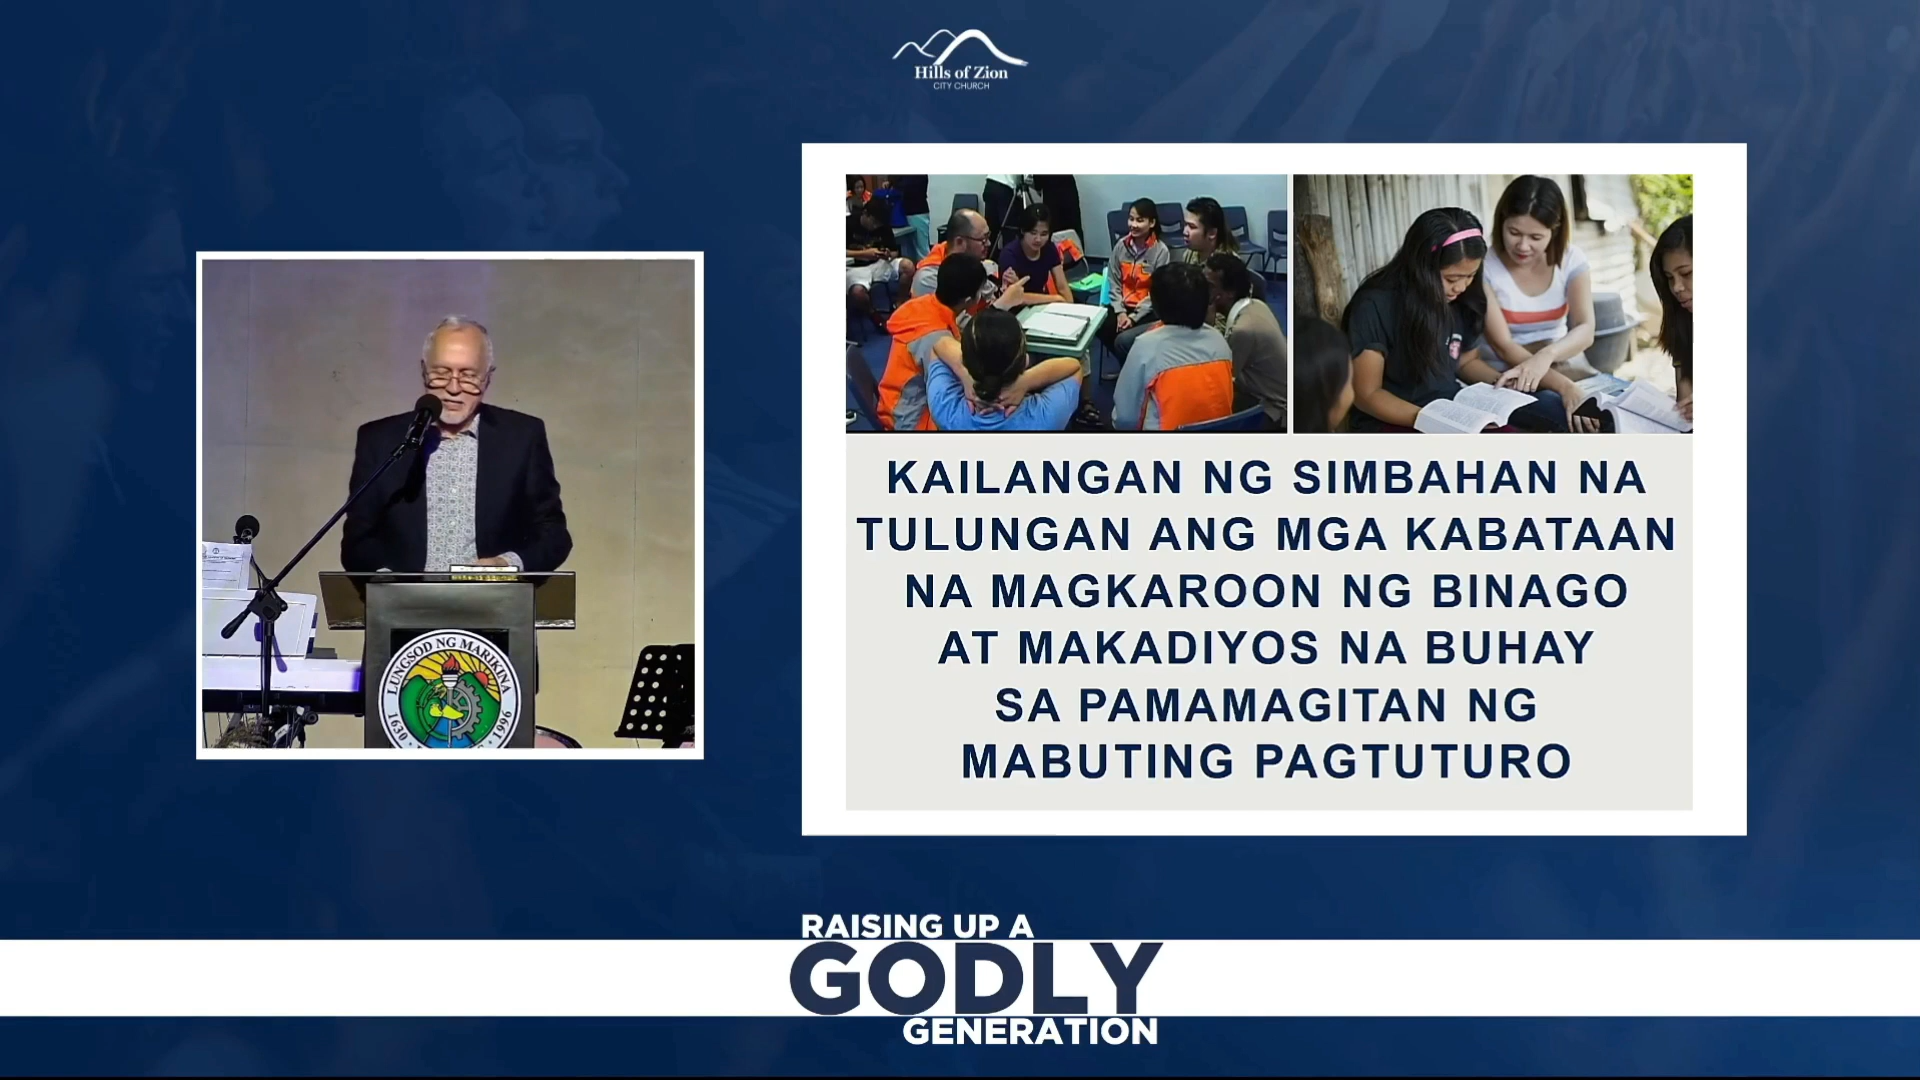 Hills of Zion
CITY CHURCH
KAILANGAN NG SIMBAHAN NA
TULUNGAN ANG MGA KABATAAN
NA MAGKAROON NG BINAGO
AT MAKADIYOS NA BUHAY
SA PAMAMAGITAN NG
MABUTING PAGTUTURO
LUNGSOD NG MARIKINA
1630
1996
RAISING UP A
GODLY
GENERATION